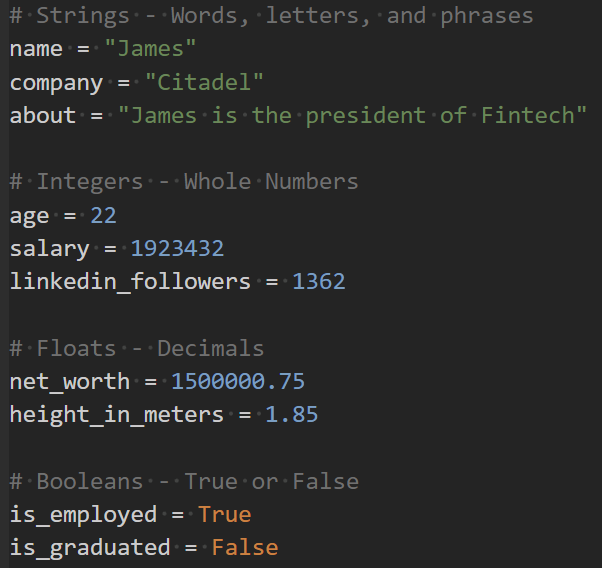 # Strings - Words, letters, and phrases
name = "James"
company = "Citadel"
about = "James is the president of Fintech"
# Integers - Whole Numbers
age = 22
salary = 1923432
linkedin_followers = 1362
# Floats - Decimals
net_worth = 1500000.75
height_in_meters = 1.85
# Booleans - True or False
is_employed = True
is_graduated = False